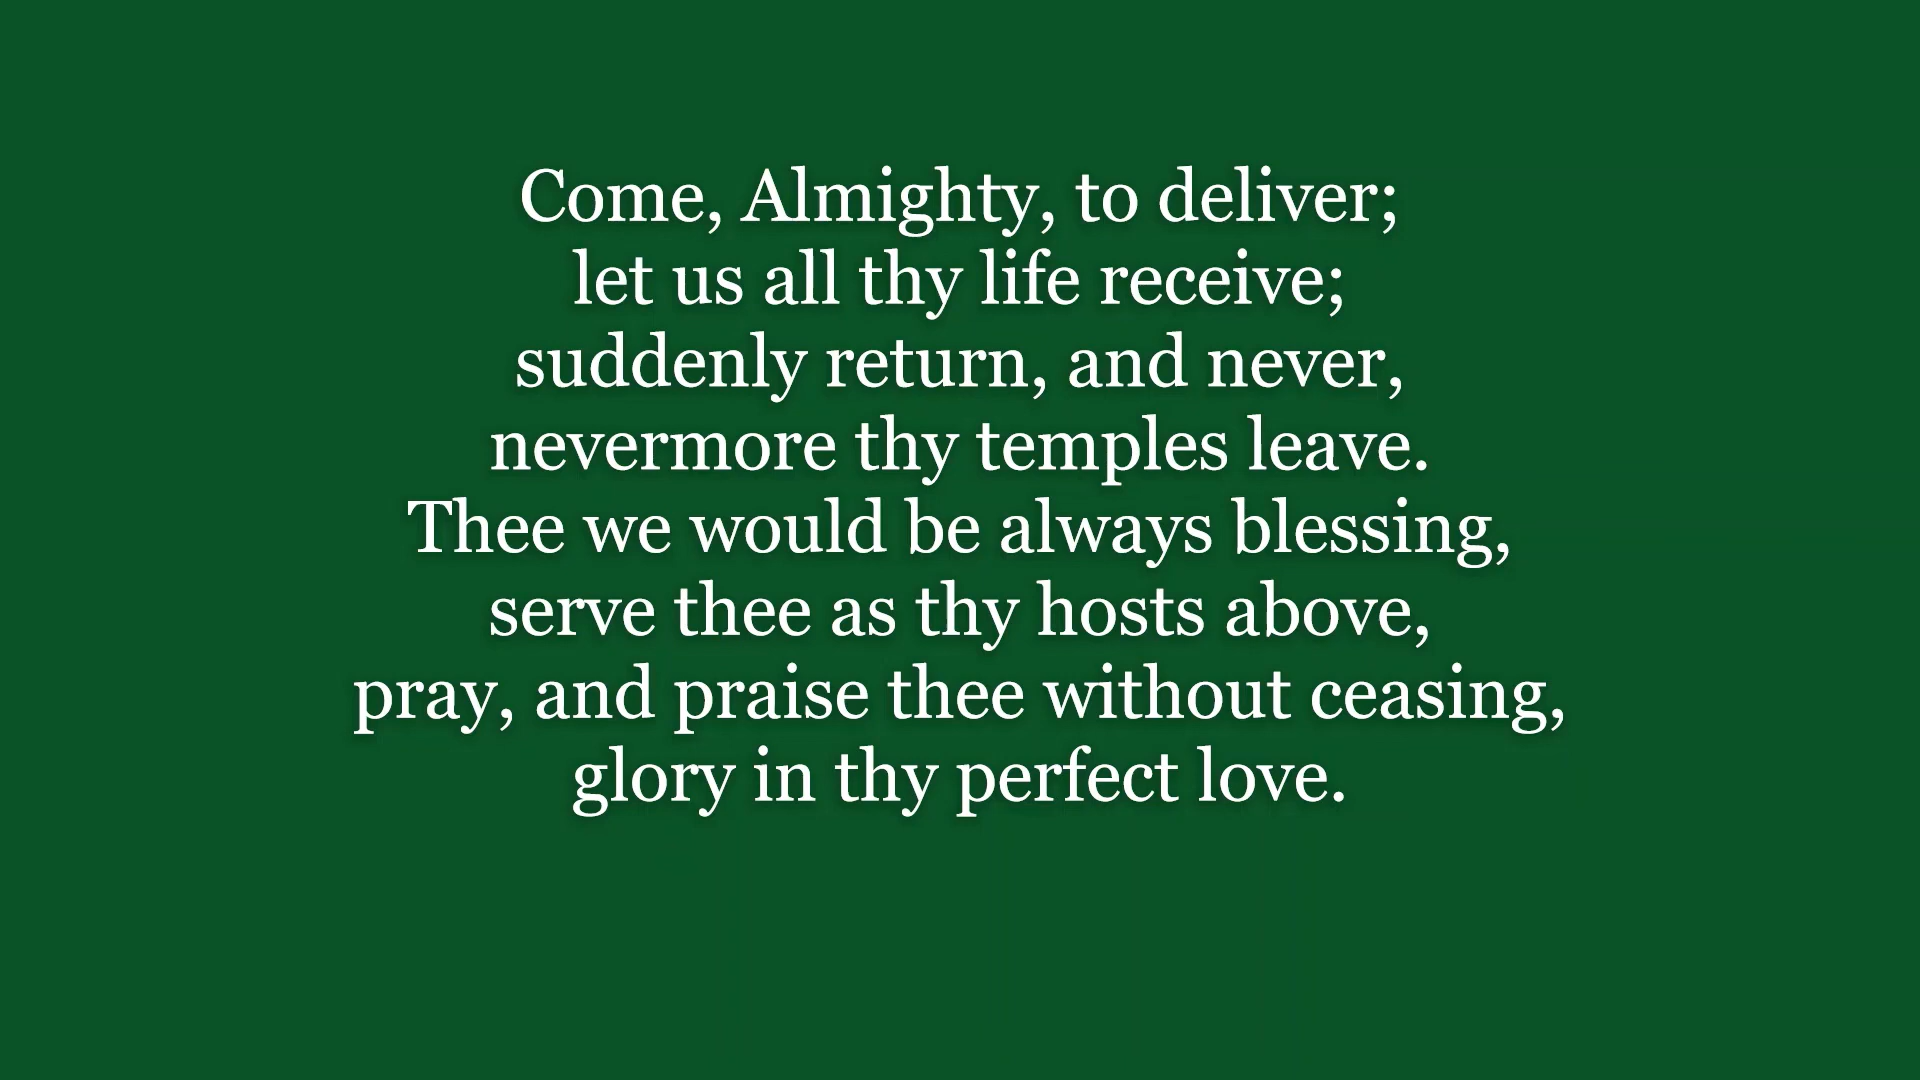 Come, Almighty, to deliver;
let us all thy life receive;
suddenly return, and never,
nevermore thy temples leave.
Thee we would be always blessing,
serve thee as thy hosts above,
pray, and praise thee without ceasing,
glory in thy perfect love.